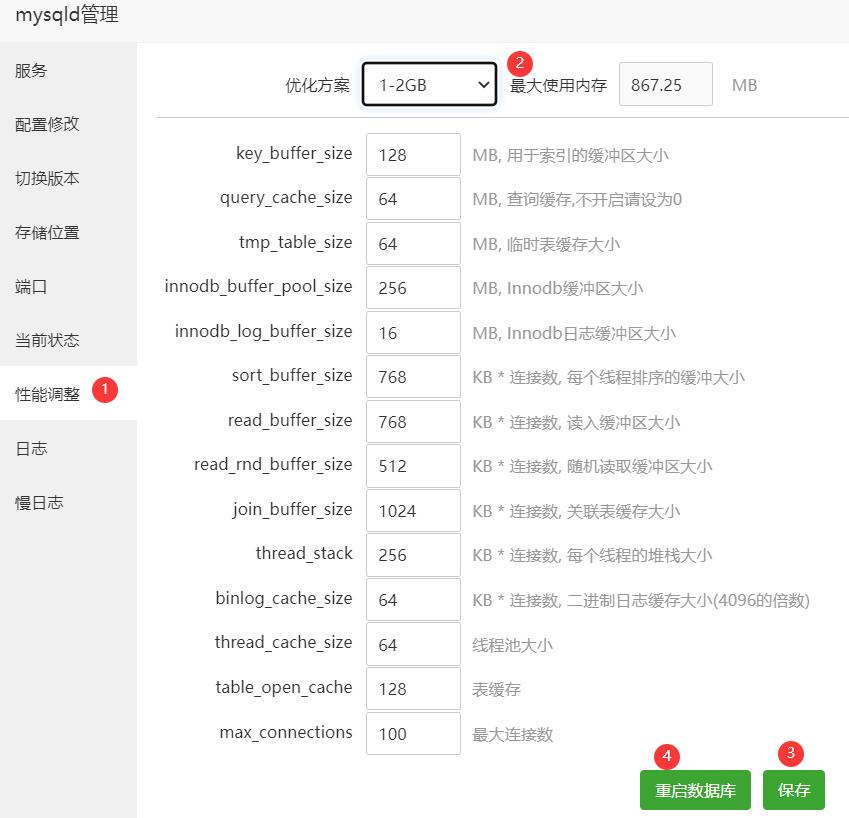 mysqld管理
服务
配置修改
切换版本
存储位置
端口
当前状态
性能调整 1
日志
慢日志
优化方案 1-2GB 2 最大使用内存 867.25 MB
key_buffer_size 128 MB, 用于索引的缓冲区大小
query_cache_size 64 MB, 查询缓存,不开启请设为0
tmp_table_size 64 MB, 临时表缓存大小
innodb_buffer_pool_size 256 MB, Innodb缓冲区大小
innodb_log_buffer_size 16 MB, Innodb日志缓冲区大小
sort_buffer_size 768 KB * 连接数, 每个线程排序的缓冲大小
read_buffer_size 768 KB * 连接数, 读入缓冲区大小
read_rnd_buffer_size 512 KB * 连接数, 随机读取缓冲区大小
join_buffer_size 1024 KB * 连接数, 关联表缓存大小
thread_stack 256 KB * 连接数, 每个线程的堆栈大小
binlog_cache_size 64 KB * 连接数, 二进制日志缓存大小(4096的倍数)
thread_cache_size 64 线程池大小
table_open_cache 128 表缓存
max_connections 100 最大连接数
4 3
重启数据库 保存